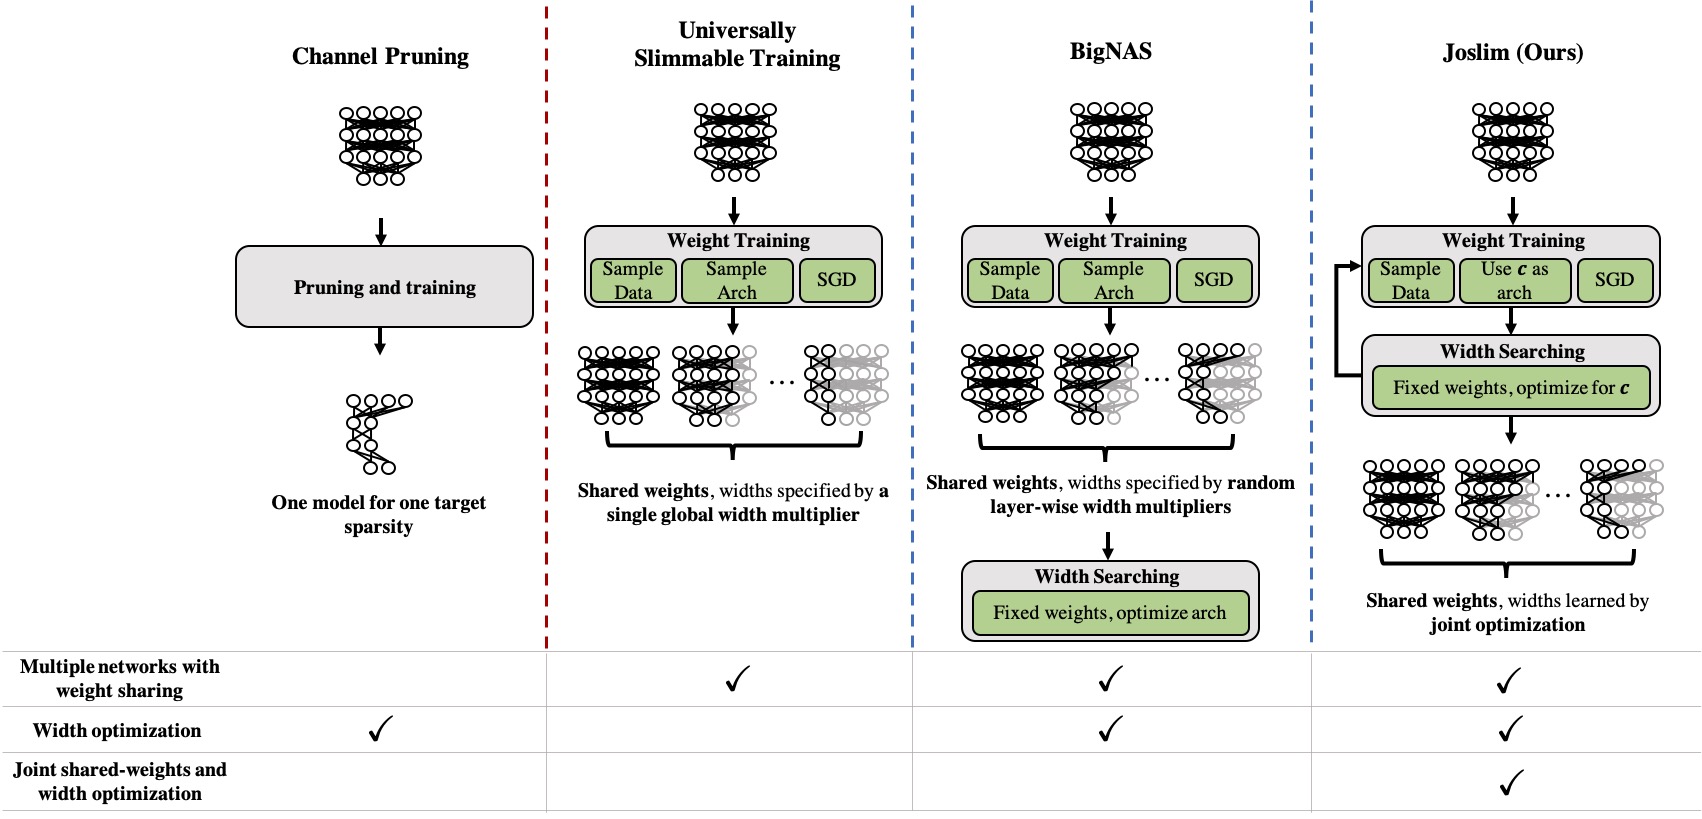 Channel Pruning
Pruning and training
One model for one target
sparsity
Universally
Slimmable Training
Weight Training
Sample
Data
Sample
Arch
SGD
...
Shared weights, widths specified by a
single global width multiplier
BigNAS
Weight Training
Sample
Data
Sample
Arch
SGD
...
Shared weights, widths specified by random
layer-wise width multipliers
Width Searching
Fixed weights, optimize arch
Joslim (Ours)
Weight Training
Sample
Data
Use c as
arch
SGD
Width Searching
Fixed weights, optimize for c
...
Shared weights, widths learned by
joint optimization
Multiple networks with
weight sharing
✓ ✓ ✓
Width optimization
✓ ✓ ✓
Joint shared-weights and
width optimization
✓